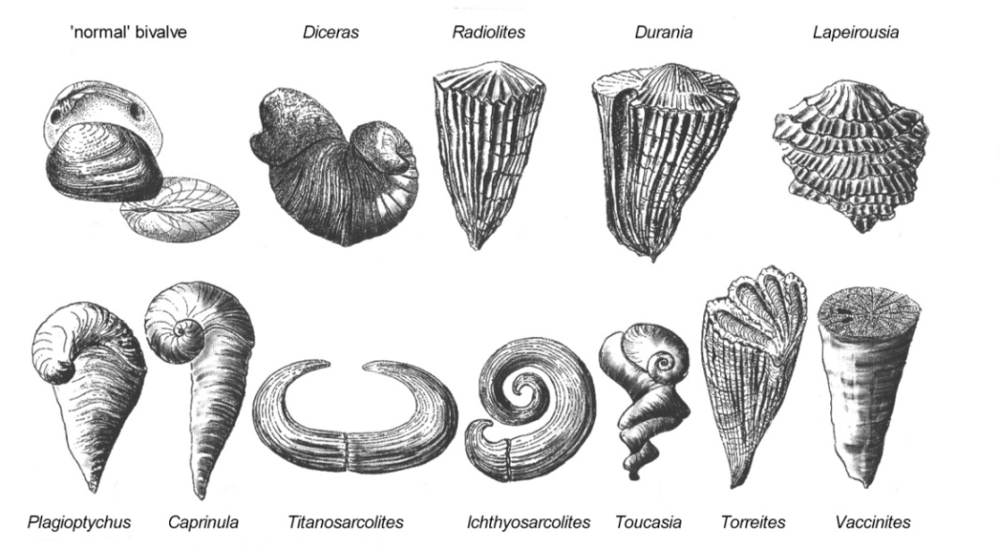 'normal' bivalve Diceras Radiolites Durania Lapeirousia
Plagioptychus Caprinula Titanosarcolites Ichthyosarcolites Toucasia Torreites Vaccinites